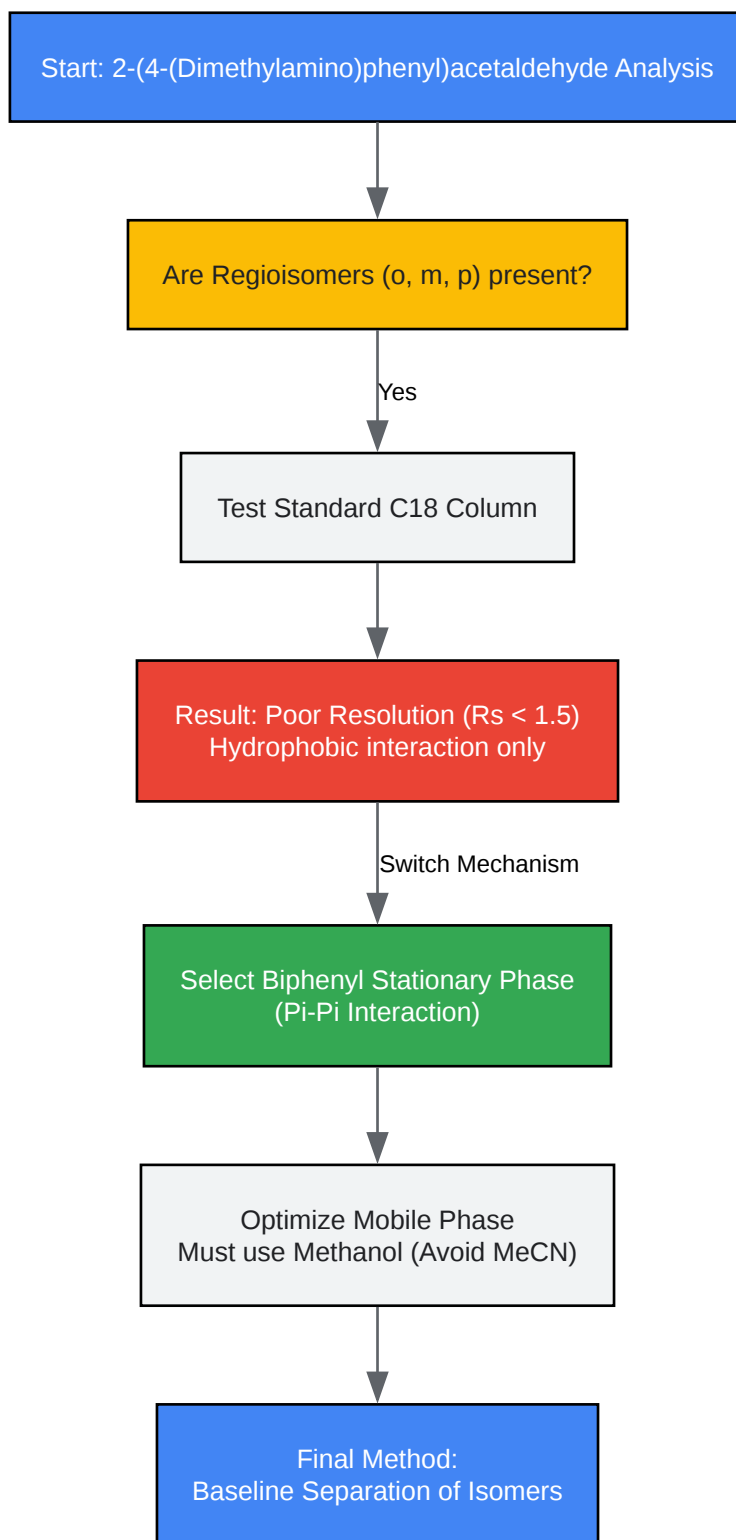 Start: 2-(4-(Dimethylamino)phenyl)acetaldehyde Analysis
Are Regioisomers (o, m, p) present?
Yes
Test Standard C18 Column
Result: Poor Resolution (Rs < 1.5)
Hydrophobic interaction only
Switch Mechanism
Select Biphenyl Stationary Phase
(Pi-Pi Interaction)
Optimize Mobile Phase
Must use Methanol (Avoid MeCN)
Final Method:
Baseline Separation of Isomers